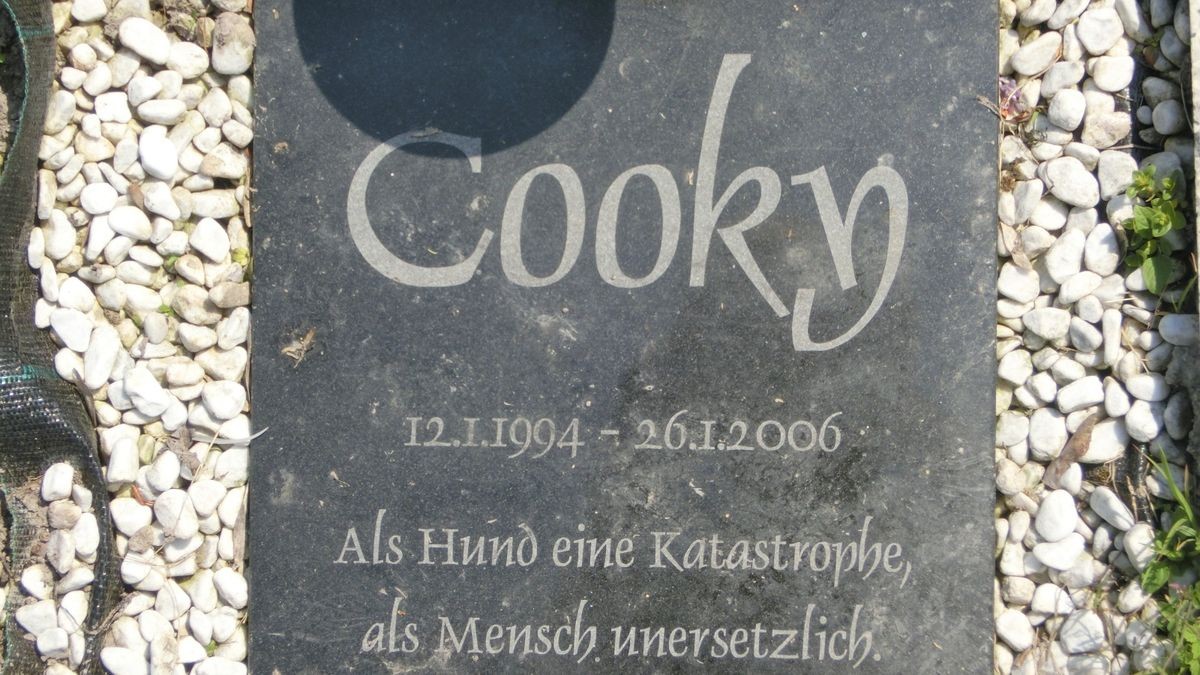 Cooky
12.1.1994 - 26.1.2006
Als Hund eine Katastrophe,
als Mensch unersetzlich.